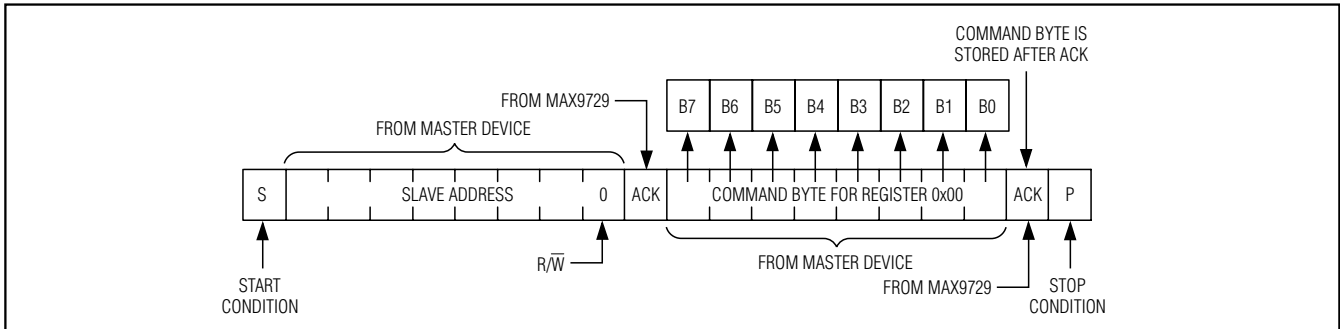 COMMAND BYTE IS
STORED AFTER ACK
FROM MAX9729
B7 B6 B5 B4 B3 B2 B1 B0
FROM MASTER DEVICE
S SLAVE ADDRESS 0 ACK COMMAND BYTE FOR REGISTER 0x00 ACK P
R/W̅
FROM MASTER DEVICE
START
CONDITION
FROM MAX9729
STOP
CONDITION